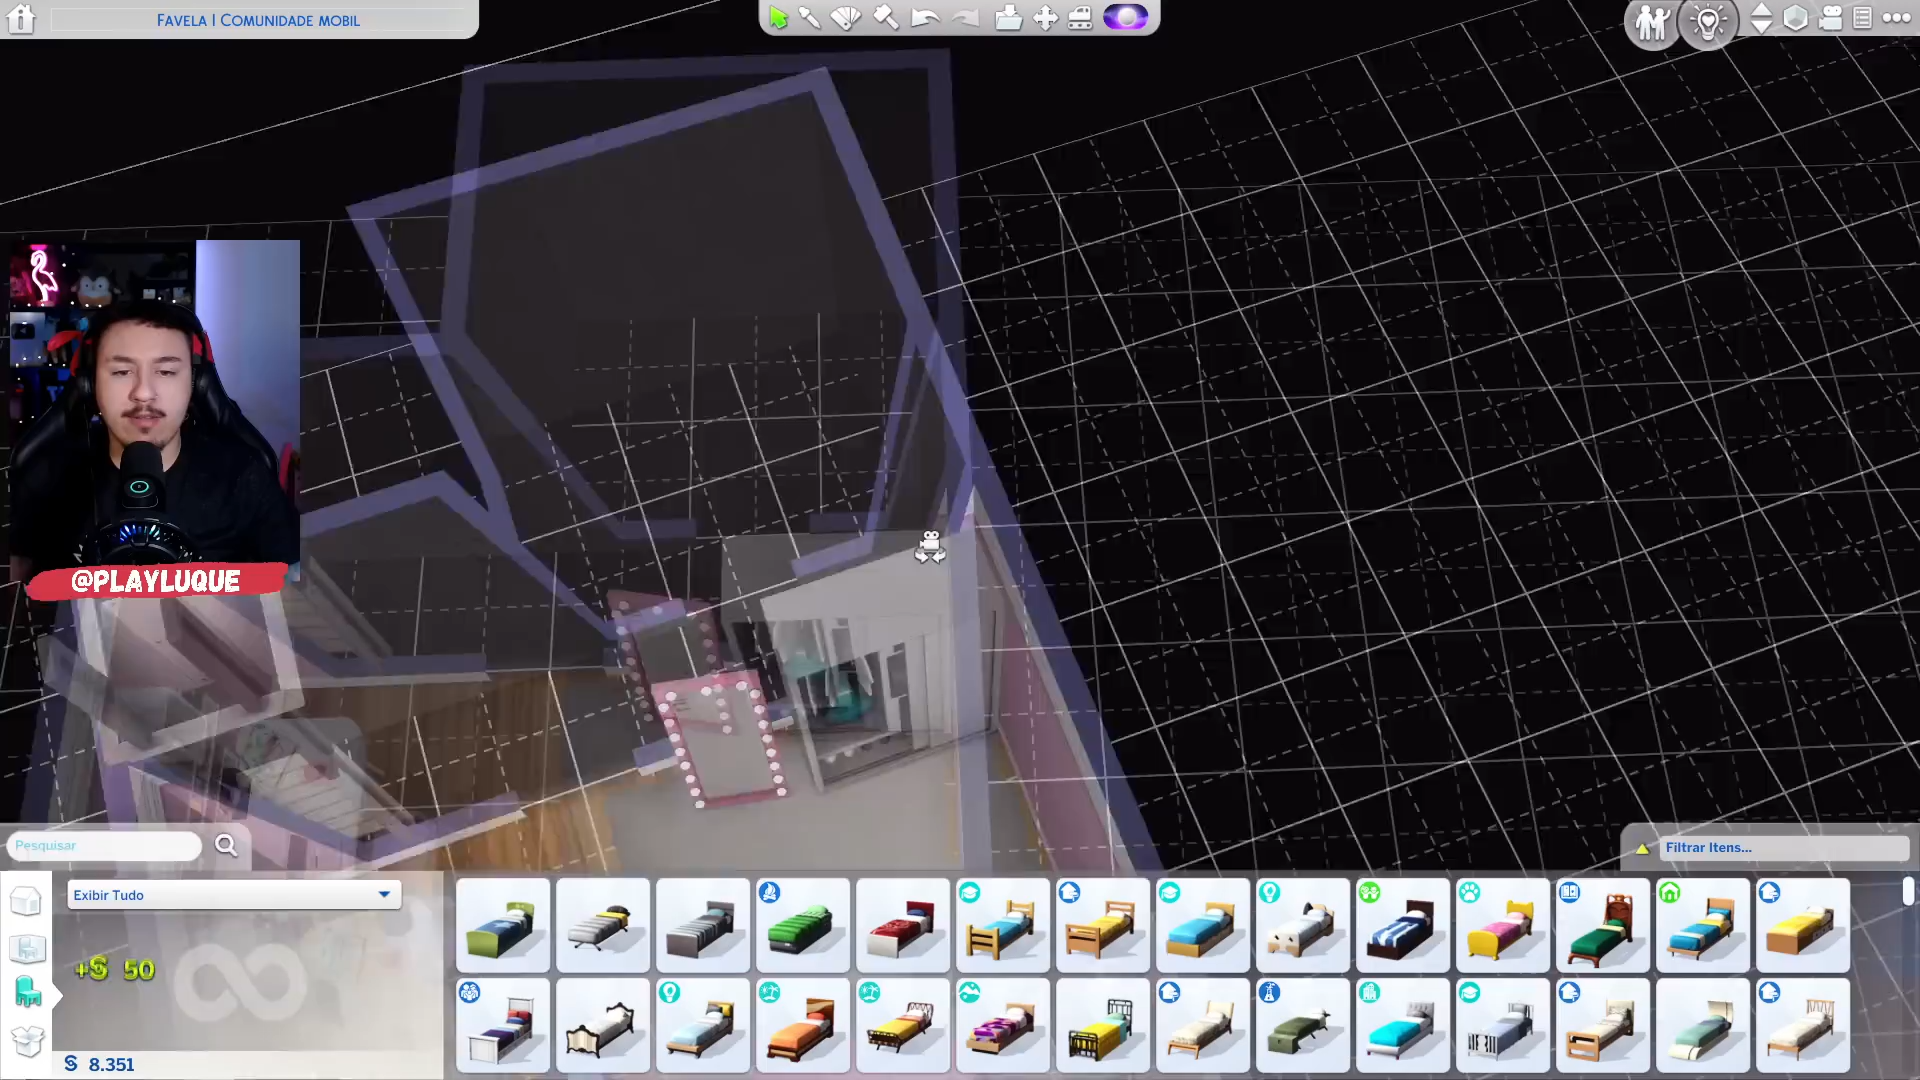 Favela | Comunidade mobil
@PLAYLUQUE
Pesquisar
Filtrar Itens...
Exibir Tudo
+S 50
S 8.351